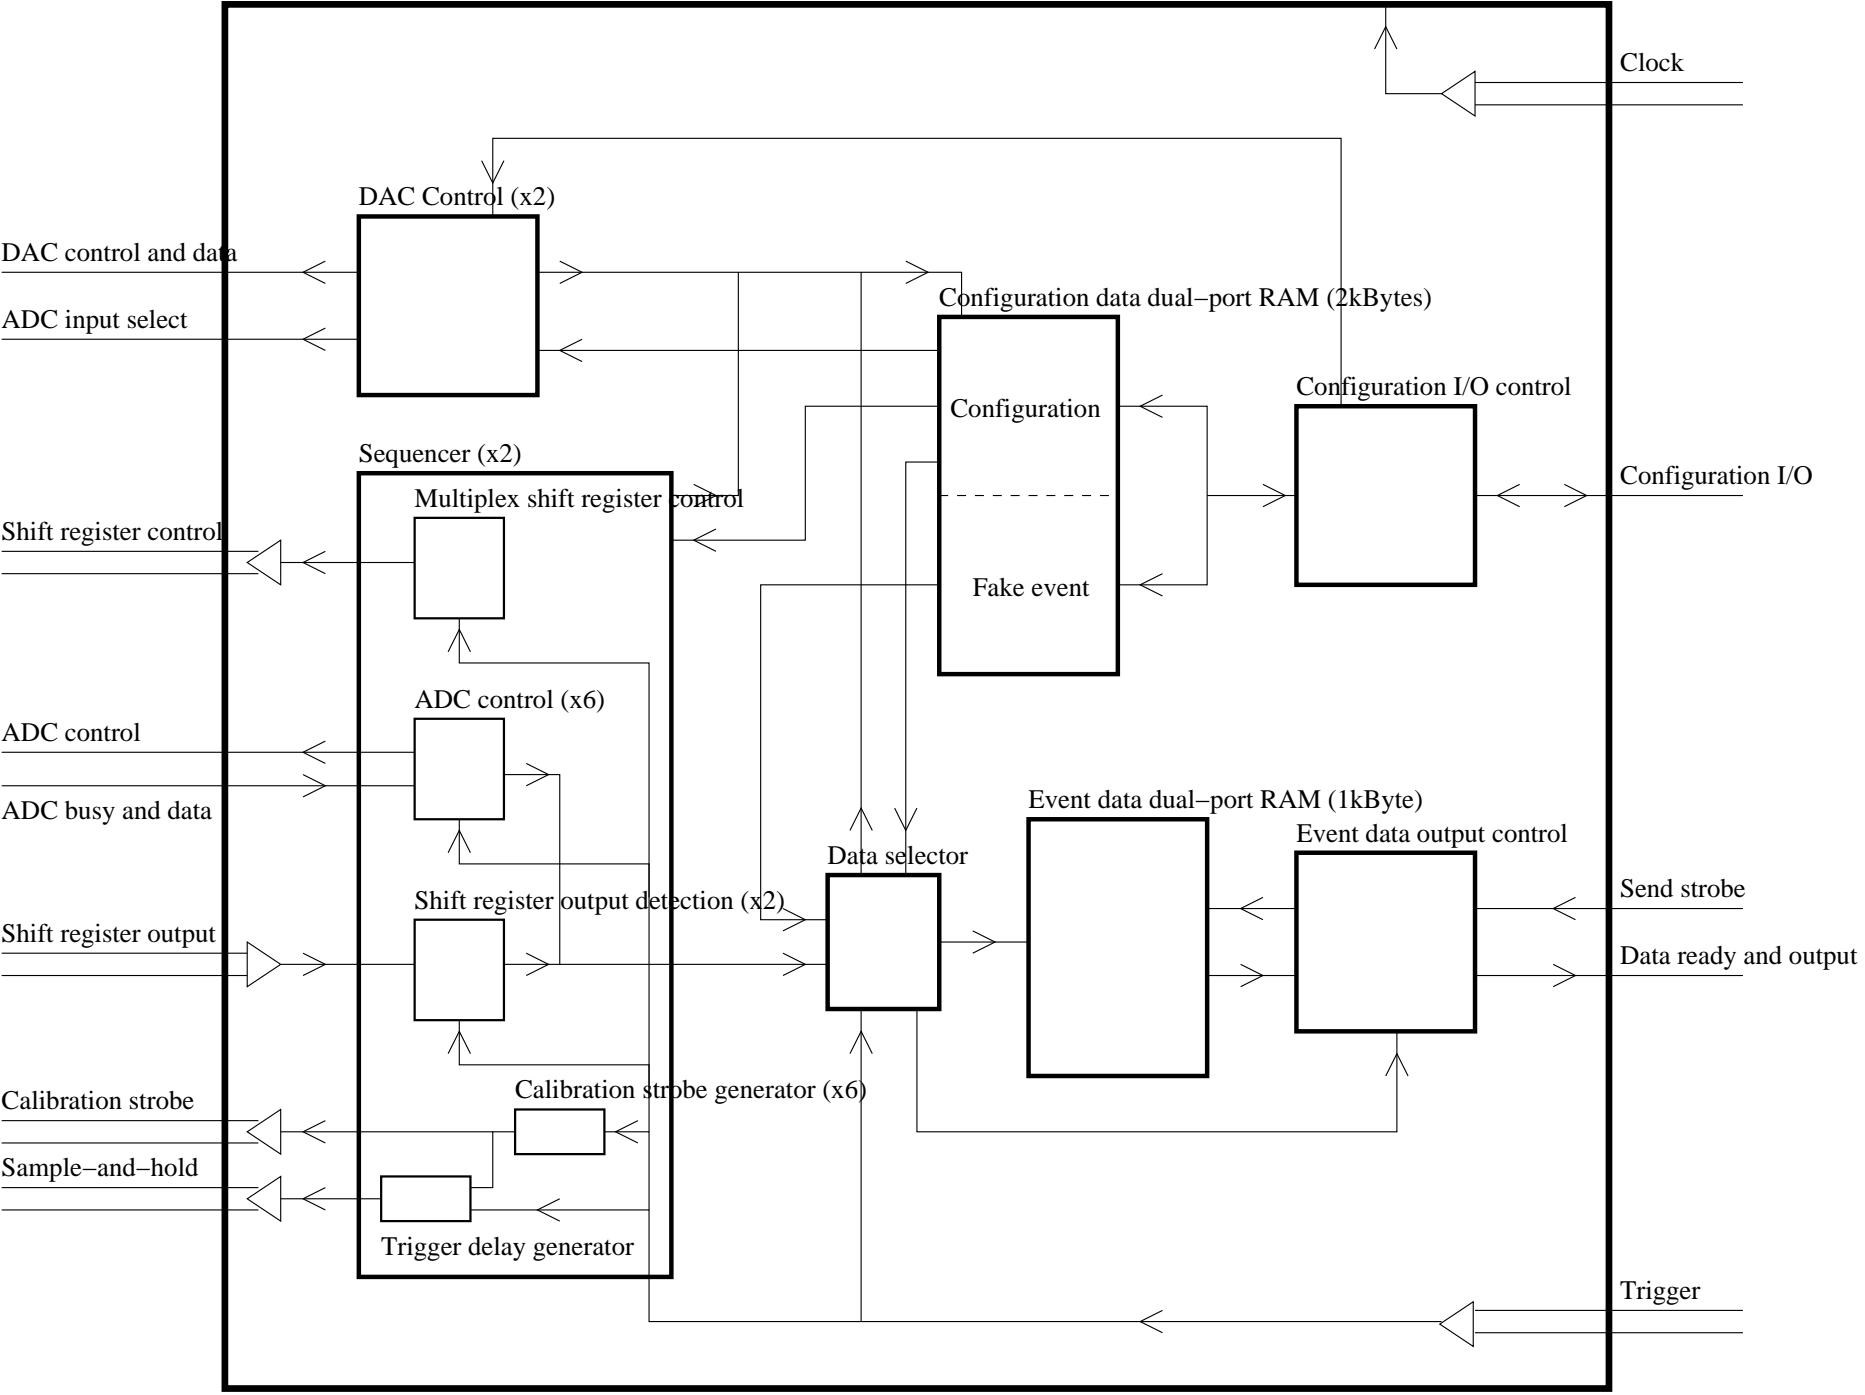 Clock
DAC Control (x2)
DAC control and data
Configuration data dual−port RAM (2kBytes)
ADC input select
Configuration I/O control
Configuration
Sequencer (x2)
Configuration I/O
Multiplex shift register control
Shift register control
Fake event
ADC control (x6)
ADC control
ADC busy and data
Event data dual−port RAM (1kByte)
Event data output control
Data selector
Send strobe
Shift register output detection (x2)
Shift register output
Data ready and output
Calibration strobe generator (x6)
Calibration strobe
Sample−and−hold
Trigger delay generator
Trigger